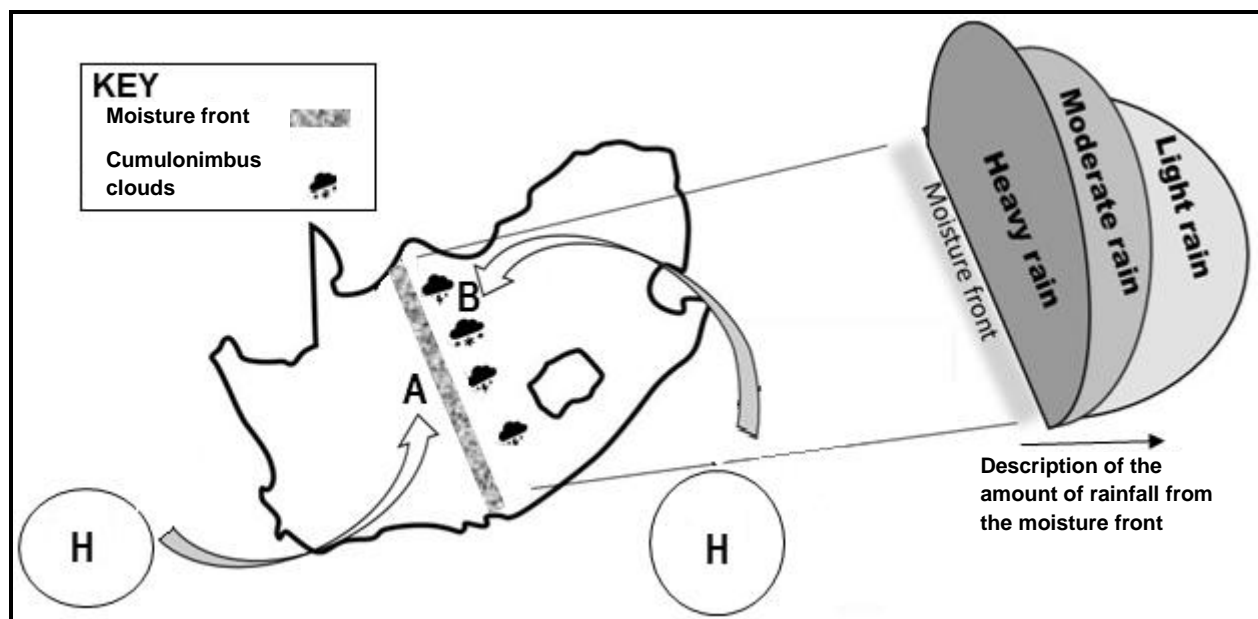 KEY
Moisture front
Cumulonimbus
clouds
A
B
H
H
Moisture front
Heavy rain
Moderate rain
Light rain
Description of the
amount of rainfall from
the moisture front